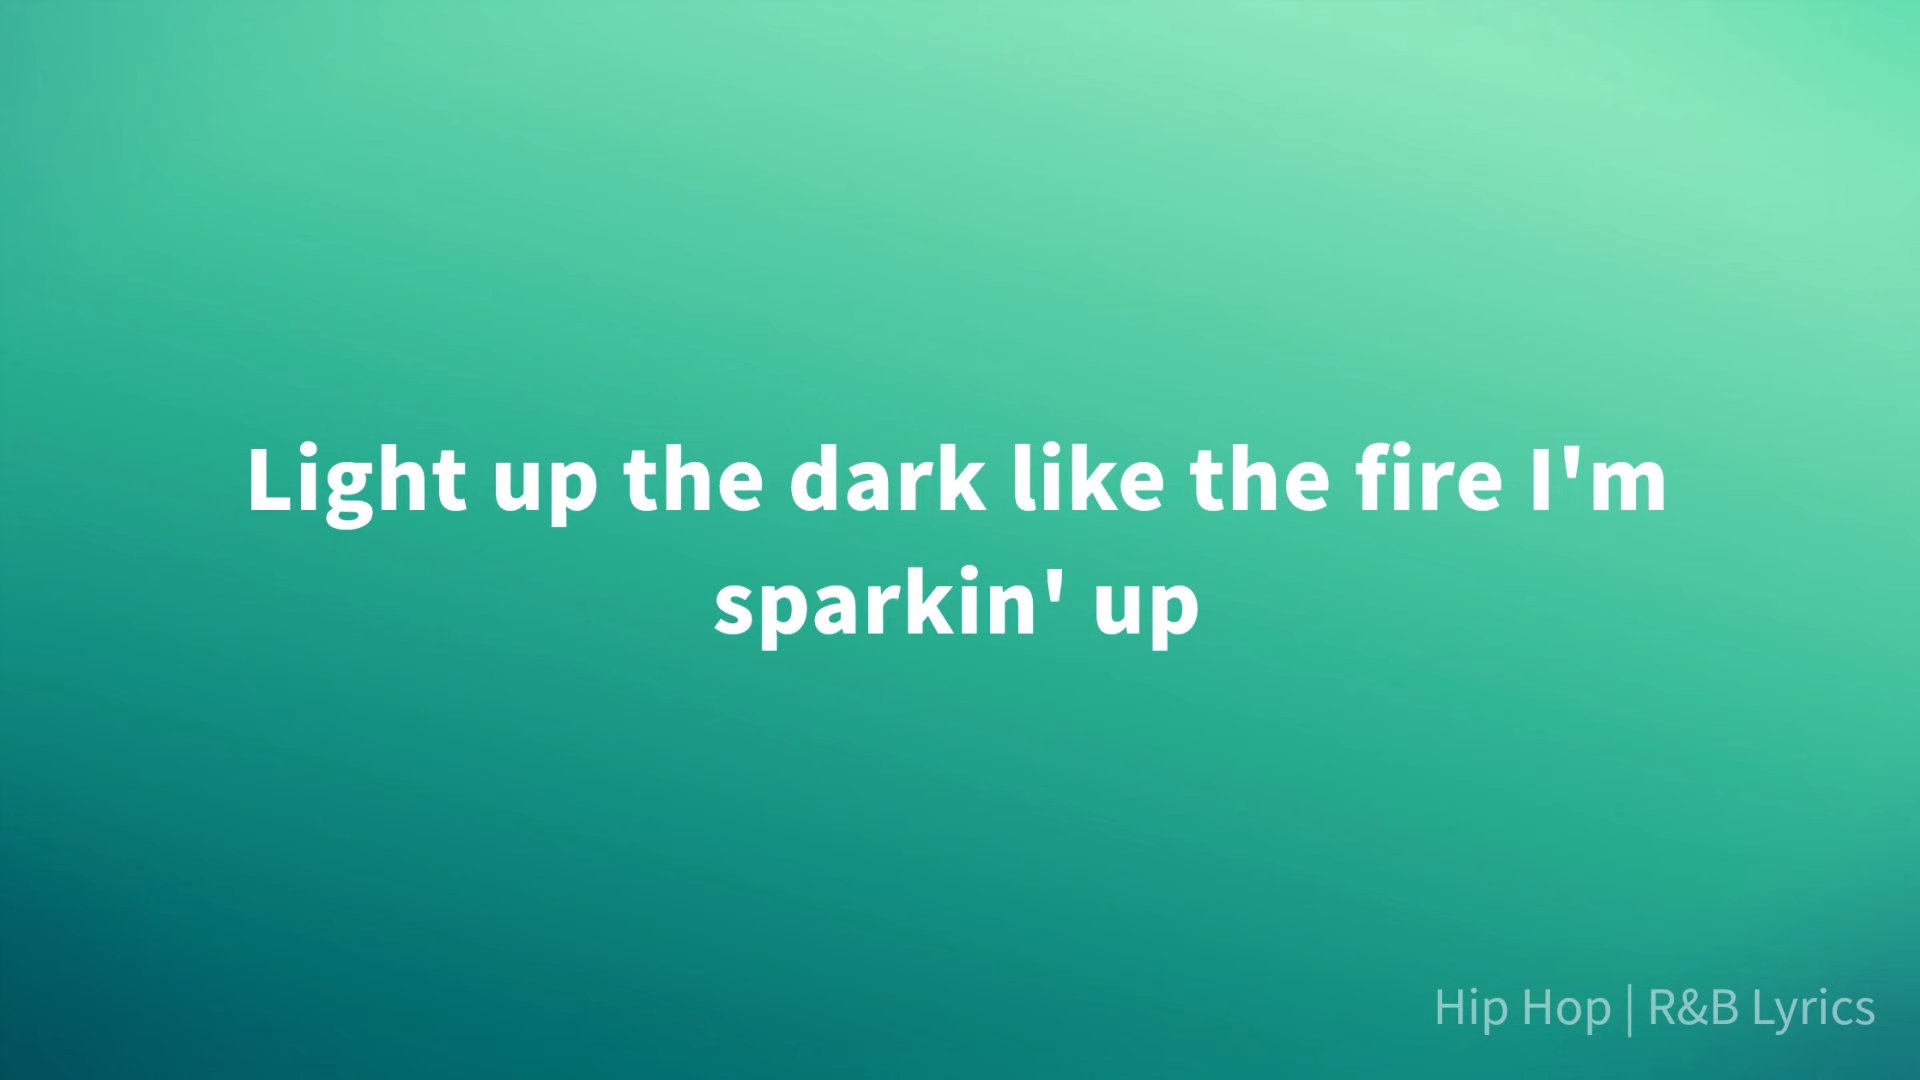 Light up the dark like the fire I'm
sparkin' up
Hip Hop | R&B Lyrics